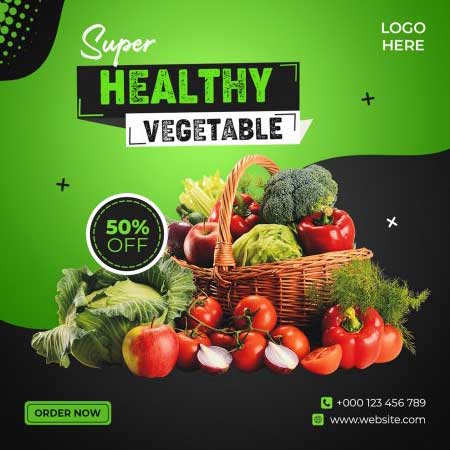 Super
HEALTHY
VEGETABLE
LOGO
HERE
50%
OFF
ORDER NOW
+000 123 456 789
www.website.com